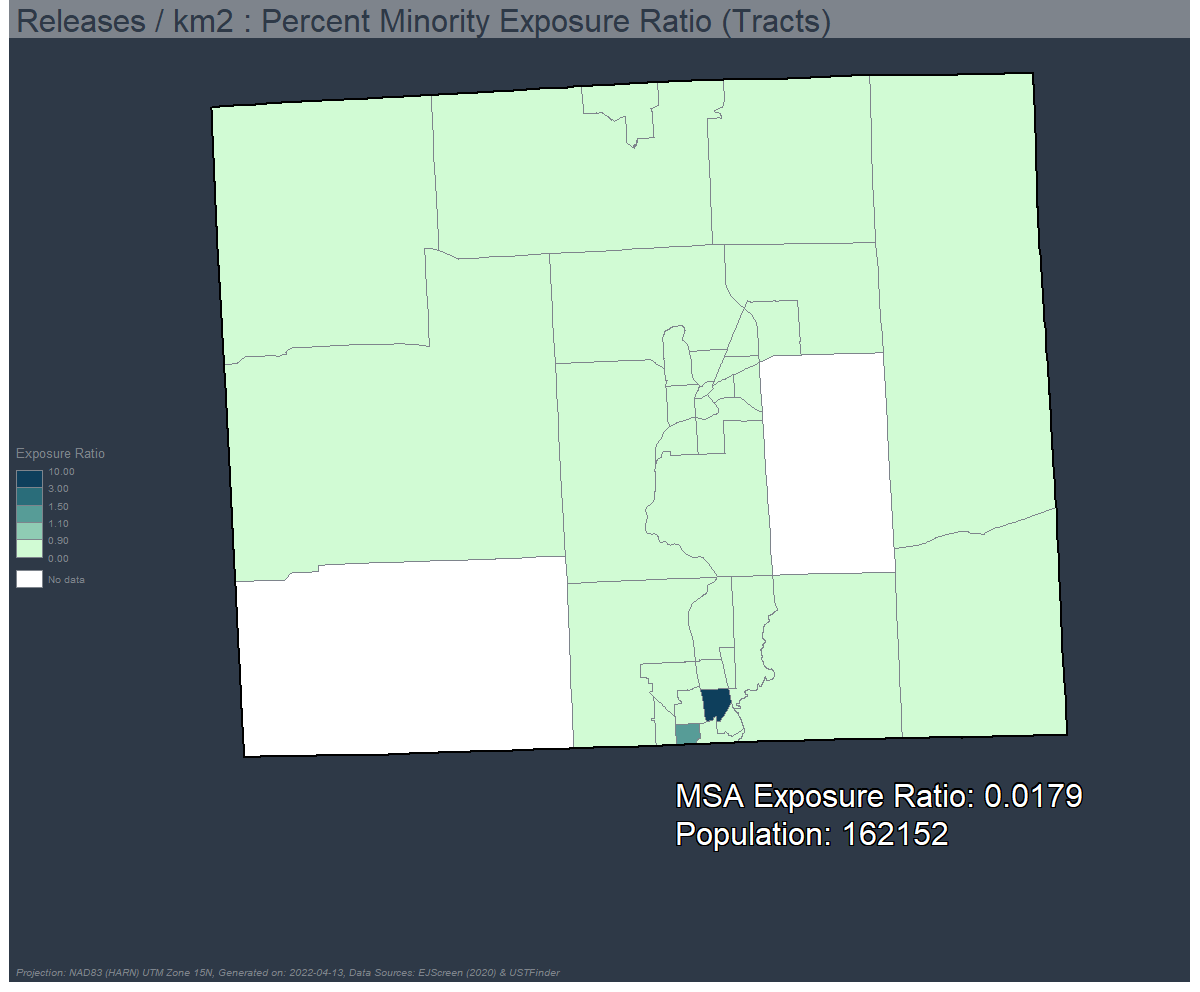 Releases / km2 : Percent Minority Exposure Ratio (Tracts)
Exposure Ratio
10.00
3.00
1.50
1.10
0.90
0.00
No data
MSA Exposure Ratio: 0.0179
Population: 162152
Projection: NAD83 (HARN) UTM Zone 15N, Generated on: 2022-04-13, Data Sources: EJScreen (2020) & USTFinder